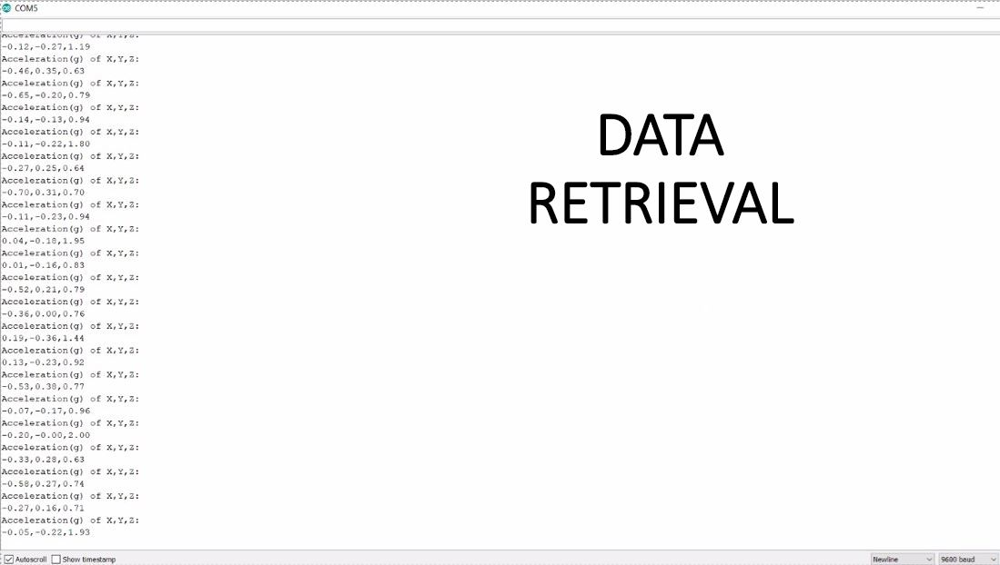 COM5
Acceleration(g) of X,Y,Z:
-0.12,-0.27,1.19
Acceleration(g) of X,Y,Z:
-0.46,0.35,0.63
Acceleration(g) of X,Y,Z:
-0.65,-0.20,0.79
Acceleration(g) of X,Y,Z:
-0.14,-0.13,0.94
Acceleration(g) of X,Y,Z:
-0.11,-0.22,1.80
Acceleration(g) of X,Y,Z:
-0.27,0.25,0.64
Acceleration(g) of X,Y,Z:
-0.70,0.31,0.70
Acceleration(g) of X,Y,Z:
-0.11,-0.23,0.94
Acceleration(g) of X,Y,Z:
0.04,-0.18,1.95
Acceleration(g) of X,Y,Z:
0.01,-0.16,0.83
Acceleration(g) of X,Y,Z:
-0.52,0.21,0.79
Acceleration(g) of X,Y,Z:
-0.36,0.00,0.76
Acceleration(g) of X,Y,Z:
0.19,-0.36,1.44
Acceleration(g) of X,Y,Z:
0.13,-0.23,0.92
Acceleration(g) of X,Y,Z:
-0.53,0.38,0.77
Acceleration(g) of X,Y,Z:
-0.07,-0.17,0.96
Acceleration(g) of X,Y,Z:
-0.20,-0.00,2.00
Acceleration(g) of X,Y,Z:
-0.33,0.28,0.63
Acceleration(g) of X,Y,Z:
-0.58,0.27,0.74
Acceleration(g) of X,Y,Z:
-0.27,0.16,0.71
Acceleration(g) of X,Y,Z:
-0.05,-0.22,1.93
DATA
RETRIEVAL
Autoscroll Show timestamp
Newline 9600 baud